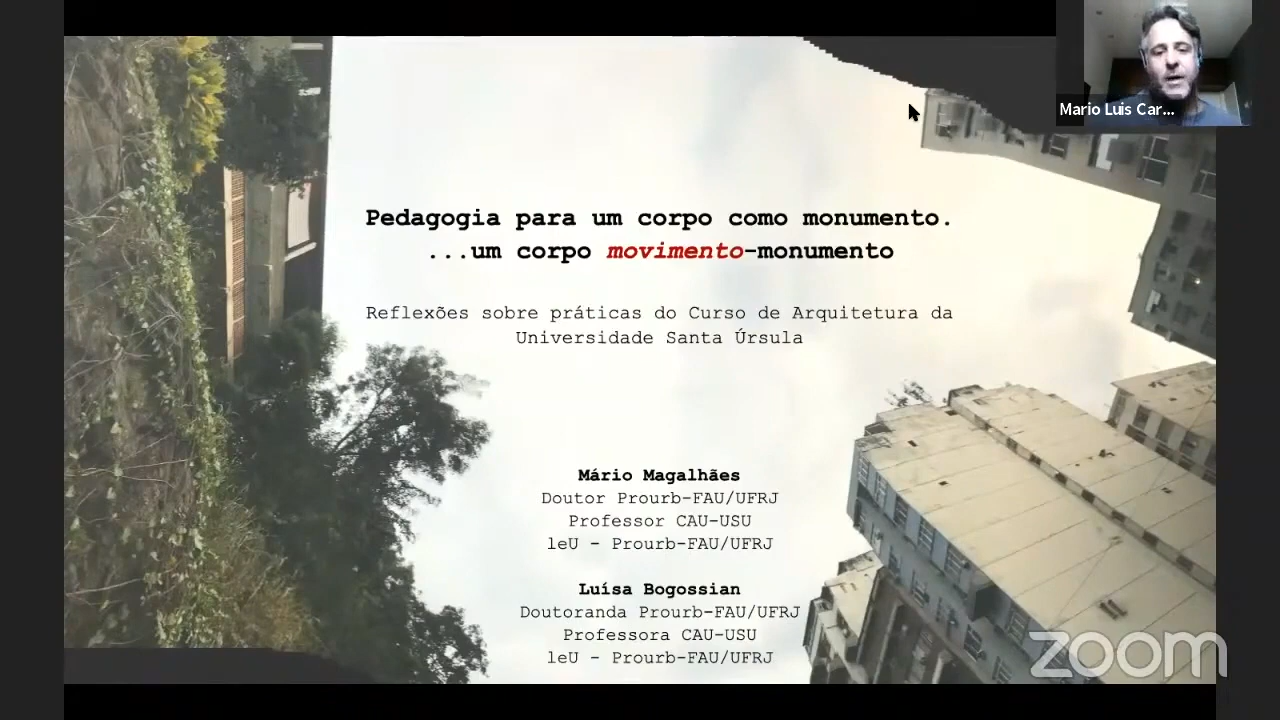 Mario Luis Car...
Pedagogia para um corpo como monumento.
...um corpo movimento-monumento
Reflexões sobre práticas do Curso de Arquitetura da
Universidade Santa Úrsula
Mário Magalhães
Doutor Prourb-FAU/UFRJ
Professor CAU-USU
leU - Prourb-FAU/UFRJ
Luísa Bogossian
Doutoranda Prourb-FAU/UFRJ
Professora CAU-USU
leU - Prourb-FAU/UFRJ
zoom